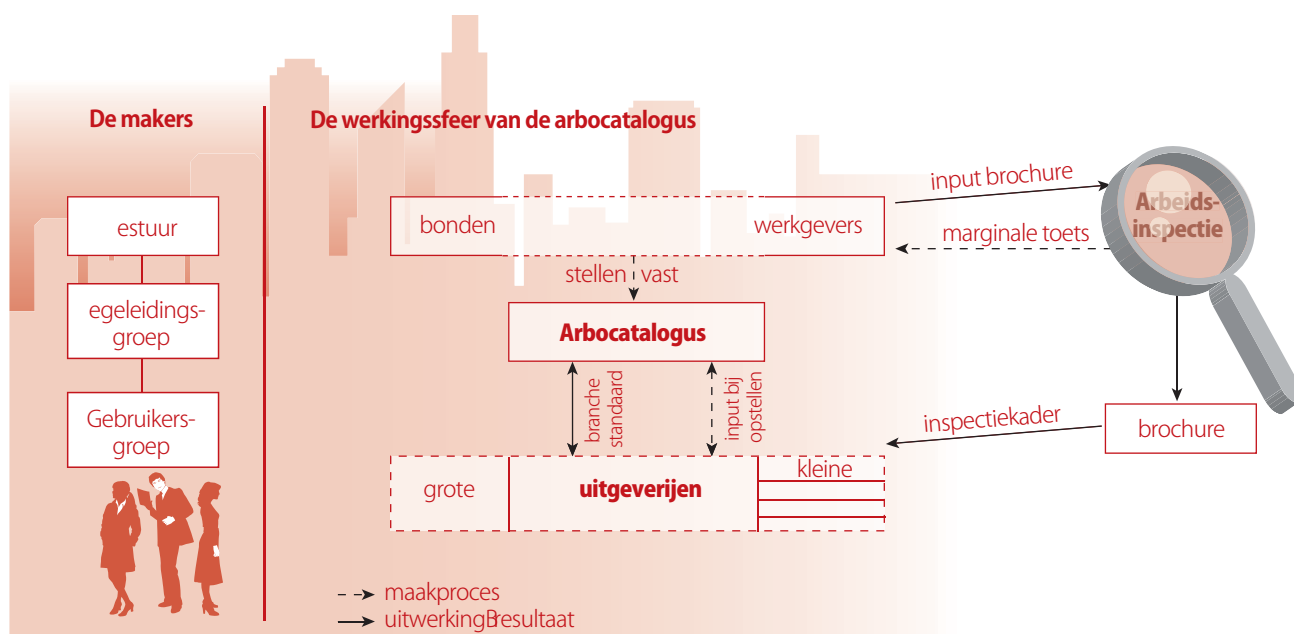 De makers
De werkingssfeer van de arbocatalogus
estuur
egeleidings-
groep
Gebruikers-
groep
bonden
werkgevers
stellen vast
Arbocatalogus
branche
standaard
input bij
opstellen
grote
uitgeverijen
kleine
input brochure
marginale toets
Arbeids-
inspectie
inspectiekader
brochure
maakproces
uitwerkingBresultaat